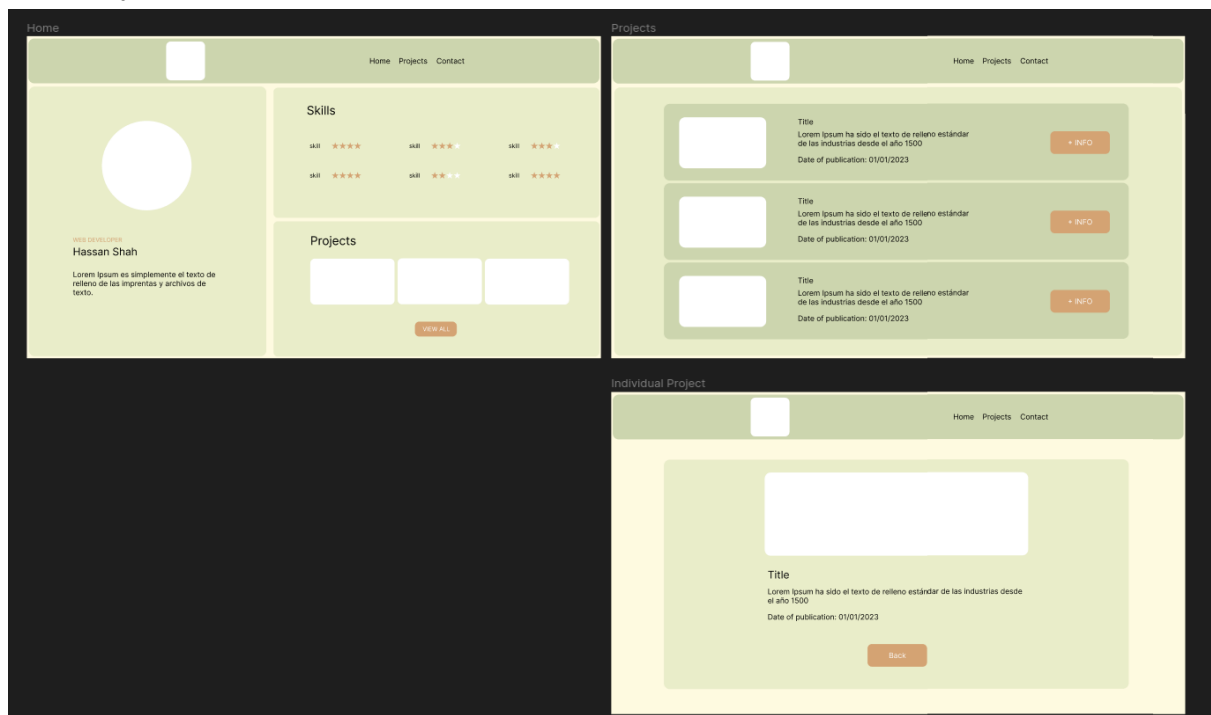 Home
Home Projects Contact
WEB DEVELOPER
Hassan Shah
Lorem Ipsum es simplemente el texto de
relleno de las imprentas y archivos de
texto.
Skills
skill ★★★★ skill ★★★★ skill ★★★★
skill ★★★★ skill ★★★★ skill ★★★★
Projects
VIEW ALL
Projects
Home Projects Contact
Title
Lorem Ipsum ha sido el texto de relleno estándar
de las industrias desde el año 1500
Date of publication: 01/01/2023
+ INFO
Title
Lorem Ipsum ha sido el texto de relleno estándar
de las industrias desde el año 1500
Date of publication: 01/01/2023
+ INFO
Title
Lorem Ipsum ha sido el texto de relleno estándar
de las industrias desde el año 1500
Date of publication: 01/01/2023
+ INFO
Individual Project
Home Projects Contact
Title
Lorem Ipsum ha sido el texto de relleno estándar de las industrias desde
el año 1500
Date of publication: 01/01/2023
Back